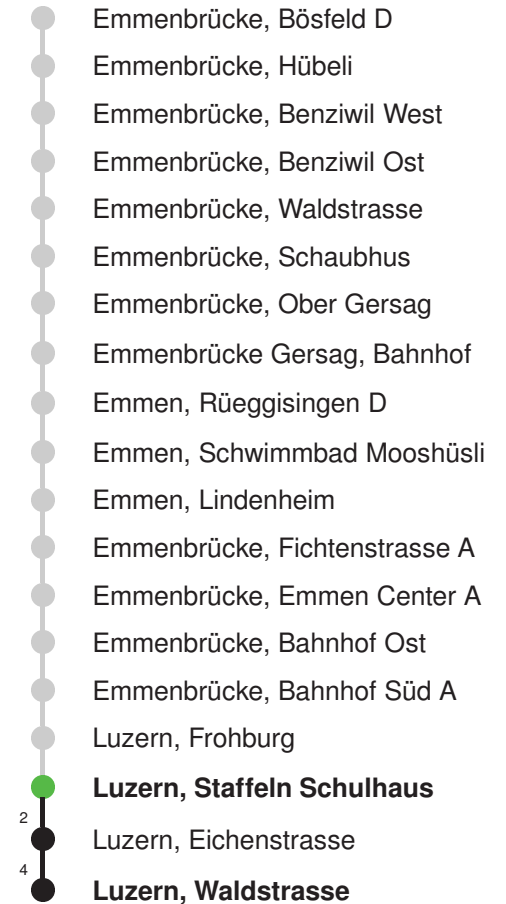 Emmenbrücke, Bösfeld D
Emmenbrücke, Hübeli
Emmenbrücke, Benziwil West
Emmenbrücke, Benziwil Ost
Emmenbrücke, Waldstrasse
Emmenbrücke, Schaubhus
Emmenbrücke, Ober Gersag
Emmenbrücke Gersag, Bahnhof
Emmen, Rüeggisingen D
Emmen, Schwimmbad Mooshüsli
Emmen, Lindenheim
Emmenbrücke, Fichtenstrasse A
Emmenbrücke, Emmen Center A
Emmenbrücke, Bahnhof Ost
Emmenbrücke, Bahnhof Süd A
Luzern, Frohburg
Luzern, Staffeln Schulhaus
2 Luzern, Eichenstrasse
4 Luzern, Waldstrasse